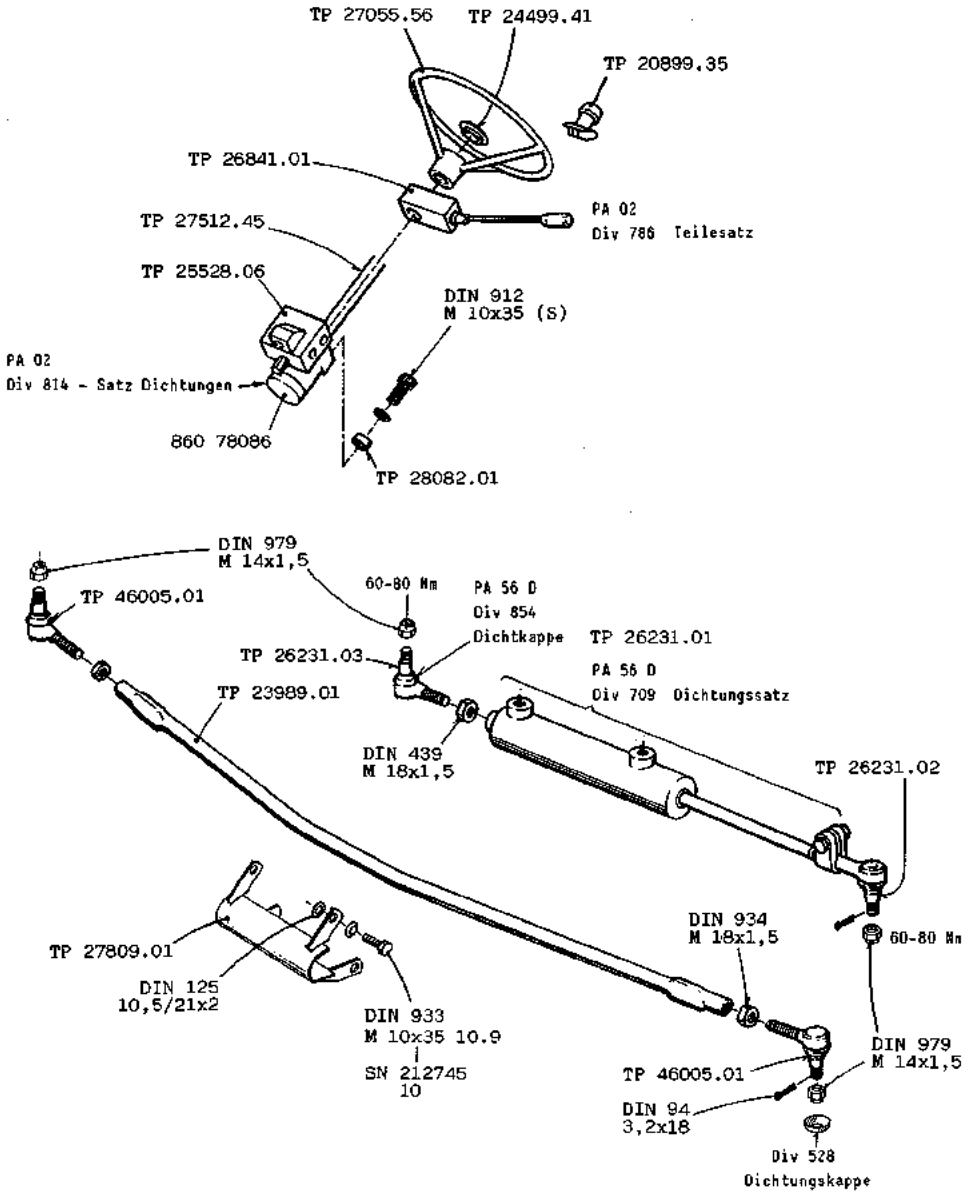 TP 27055.56
TP 24499.41
TP 20899.35
TP 26841.01
PA 02
Div 786 Teilesatz
TP 27512.45
TP 25528.06
DIN 912
M 10x35 (S)
PA 02
Div 814 - Satz Dichtungen
860 78086
TP 28082.01
DIN 979
M 14x1,5
60-80 Nm
PA 56 D
Div 854
Dichtkappe
TP 46005.01
TP 26231.01
TP 26231.03
PA 56 D
Div 709 Dichtungssatz
TP 23989.01
DIN 439
M 18x1,5
TP 26231.02
DIN 934
M 18x1,5
60-80 Nm
TP 27809.01
DIN 125
10,5/21x2
DIN 933
M 10x35 10.9
SN 212745
10
DIN 979
M 14x1,5
TP 46005.01
DIN 94
3,2x18
Div 528
Dichtungskappe